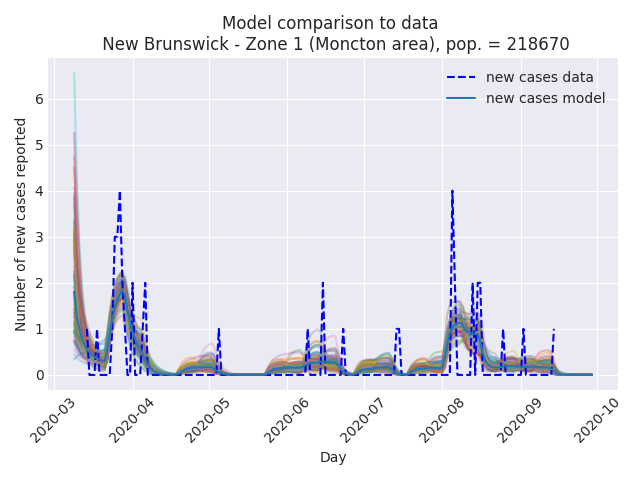 Model comparison to data
New Brunswick - Zone 1 (Moncton area), pop. = 218670
new cases data
new cases model
Number of new cases reported
6
5
4
3
2
1
0
2020-03
2020-04
2020-05
2020-06
2020-07
2020-08
2020-09
2020-10
Day